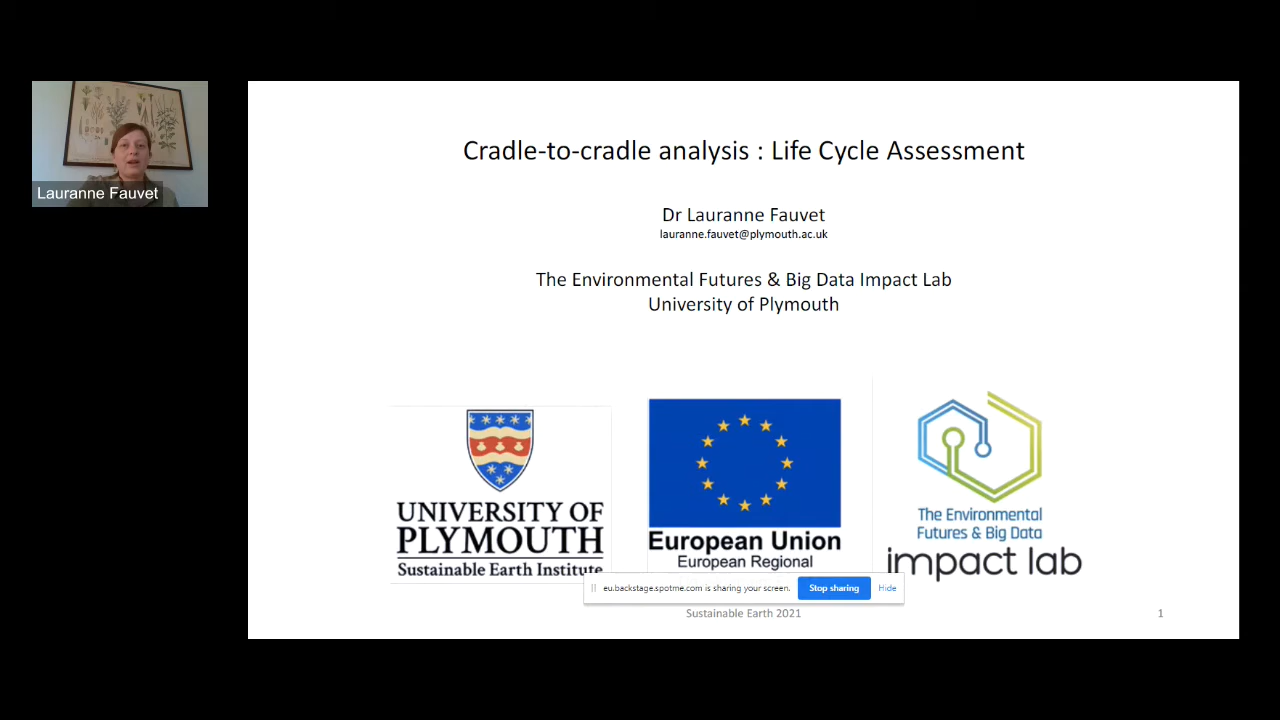 Lauranne Fauvet
Cradle-to-cradle analysis : Life Cycle Assessment
Dr Lauranne Fauvet
lauranne.fauvet@plymouth.ac.uk
The Environmental Futures & Big Data Impact Lab
University of Plymouth
UNIVERSITY OF
PLYMOUTH
Sustainable Earth Institute
European Union
European Regional
The Environmental
Futures & Big Data
impact lab
eu.backstage.spotme.com is sharing your screen.
Stop sharing
Hide
Sustainable Earth 2021
1